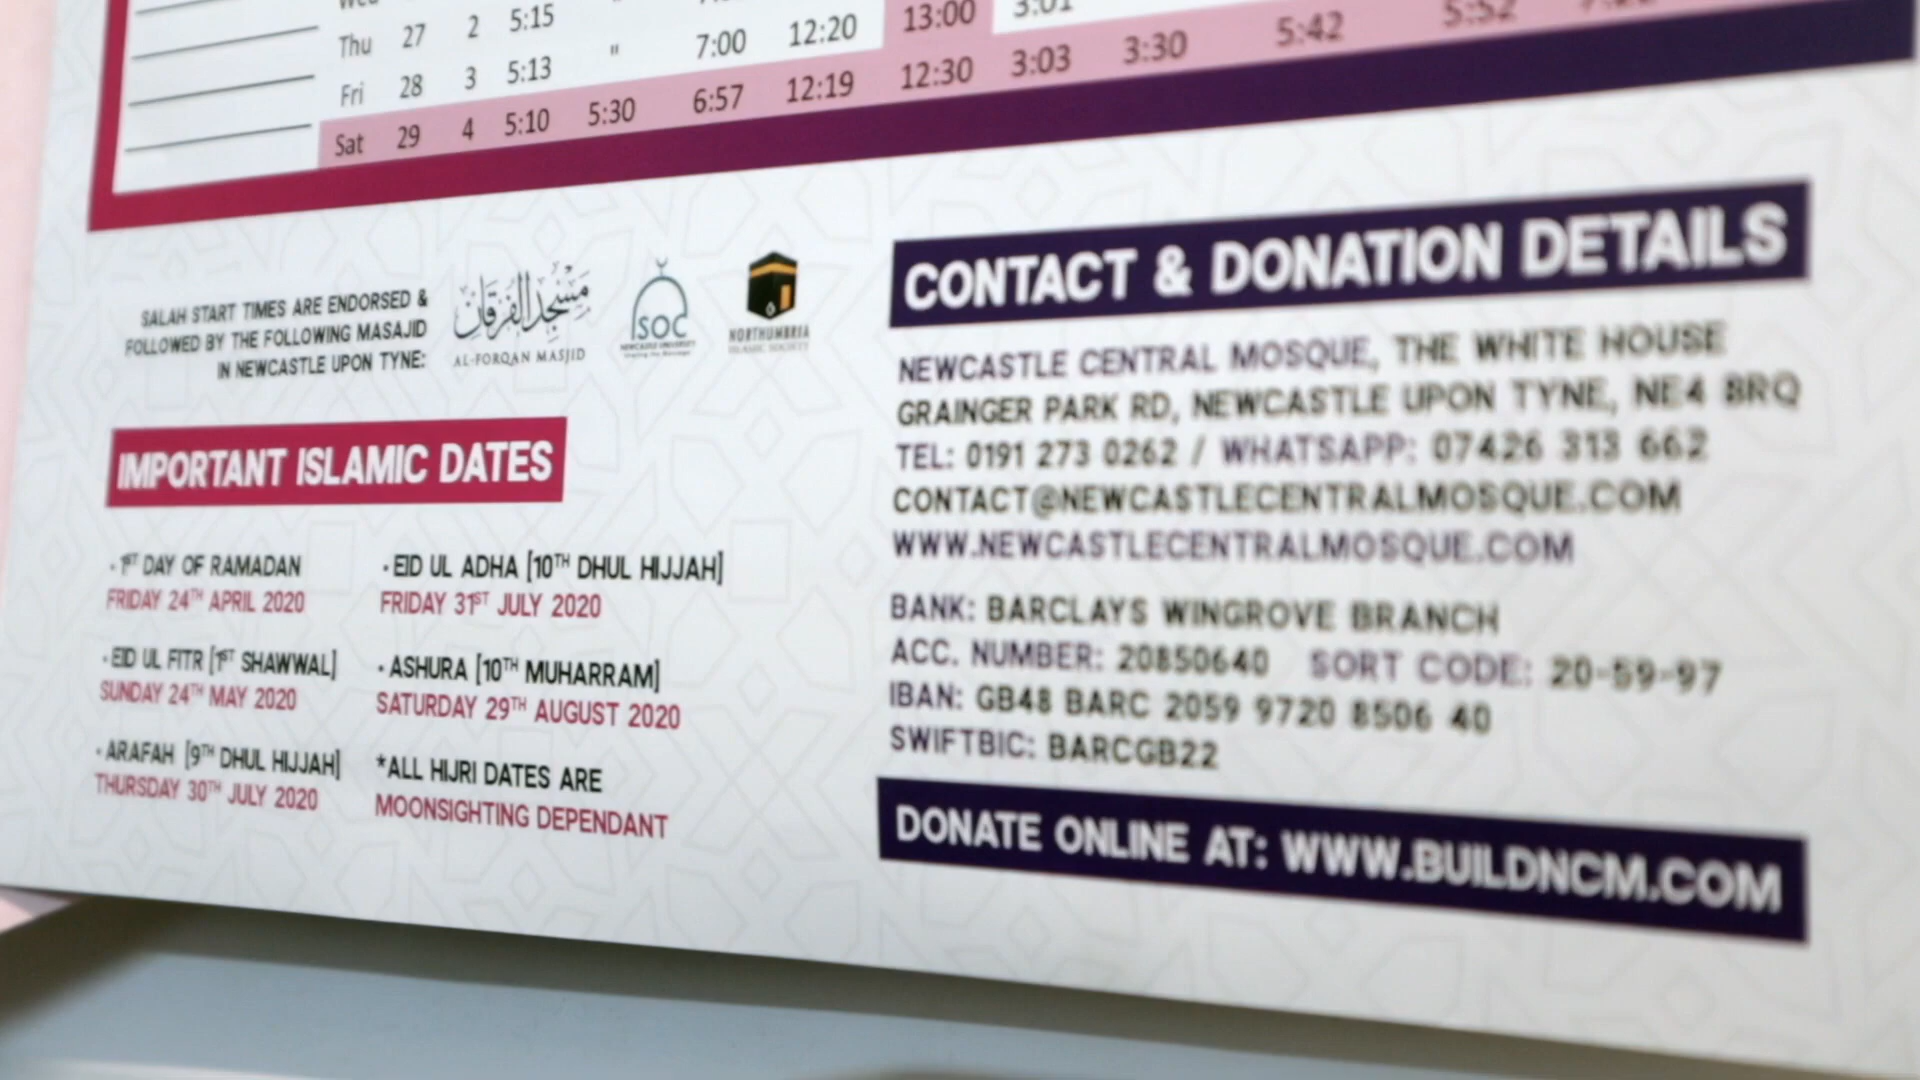 Thu 27 2 5:15 "
Fri 28 3 5:13 " 7:00 12:20 13:00 3:01
Sat 29 4 5:10 5:30 6:57 12:19 12:30 3:03 3:30 5:42 5:52
SALAH START TIMES ARE ENDORSED &
FOLLOWED BY THE FOLLOWING MASAJID
IN NEWCASTLE UPON TYNE:
مسجد الفرقان
AL-FORQAN MASJID
ISOC
NEWCASTLE UNIVERSITY
NORTHUMBRIA
ISLAMIC SOCIETY
IMPORTANT ISLAMIC DATES
· 1ST DAY OF RAMADAN
FRIDAY 24TH APRIL 2020
· EID UL FITR [1ST SHAWWAL]
SUNDAY 24TH MAY 2020
· ARAFAH [9TH DHUL HIJJAH]
THURSDAY 30TH JULY 2020
· EID UL ADHA [10TH DHUL HIJJAH]
FRIDAY 31ST JULY 2020
· ASHURA [10TH MUHARRAM]
SATURDAY 29TH AUGUST 2020
*ALL HIJRI DATES ARE
MOONSIGHTING DEPENDANT
CONTACT & DONATION DETAILS
NEWCASTLE CENTRAL MOSQUE, THE WHITE HOUSE
GRAINGER PARK RD, NEWCASTLE UPON TYNE, NE4 8RQ
TEL: 0191 273 0262 / WHATSAPP: 07426 313 662
CONTACT@NEWCASTLECENTRALMOSQUE.COM
WWW.NEWCASTLECENTRALMOSQUE.COM
BANK: BARCLAYS WINGROVE BRANCH
ACC. NUMBER: 20850640 SORT CODE: 20-59-97
IBAN: GB48 BARC 2059 9720 8506 40
SWIFTBIC: BARCGB22
DONATE ONLINE AT: WWW.BUILDNCM.COM